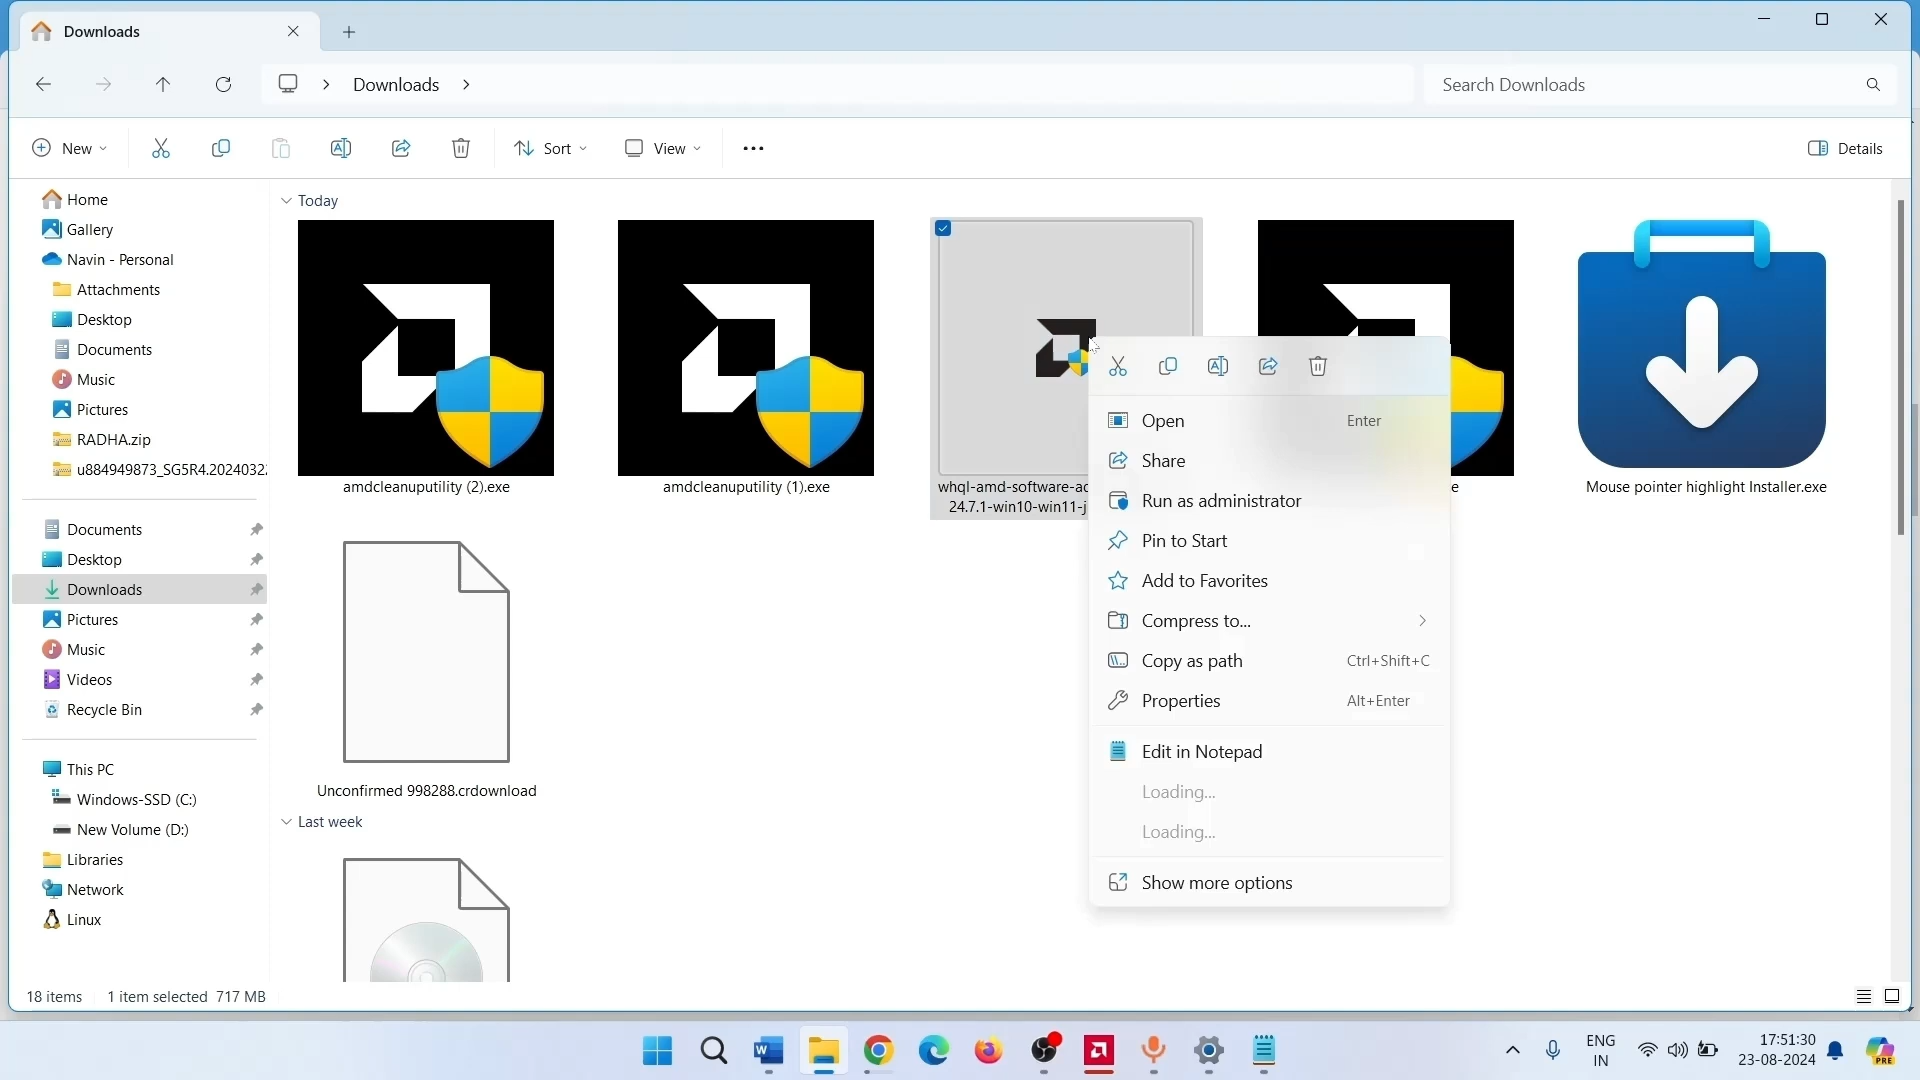 Downloads
Downloads
Search Downloads
New
Sort
View
Details
Home
Gallery
Navin - Personal
Attachments
Desktop
Documents
Music
Pictures
RADHA.zip
u884949873_SG5R4.2024032
Documents
Desktop
Downloads
Pictures
Music
Videos
Recycle Bin
This PC
Windows-SSD (C:)
New Volume (D:)
Libraries
Network
Linux
Today
amdcleanuputility (2).exe
amdcleanuputility (1).exe
whql-amd-software-ad
24.7.1-win10-win11-j
e
Mouse pointer highlight Installer.exe
Unconfirmed 998288.crdownload
Last week
Open Enter
Share
Run as administrator
Pin to Start
Add to Favorites
Compress to...
Copy as path Ctrl+Shift+C
Properties Alt+Enter
Edit in Notepad
Loading...
Loading...
Show more options
18 items 1 item selected 717 MB
ENG
IN
17:51:30
23-08-2024
PRE